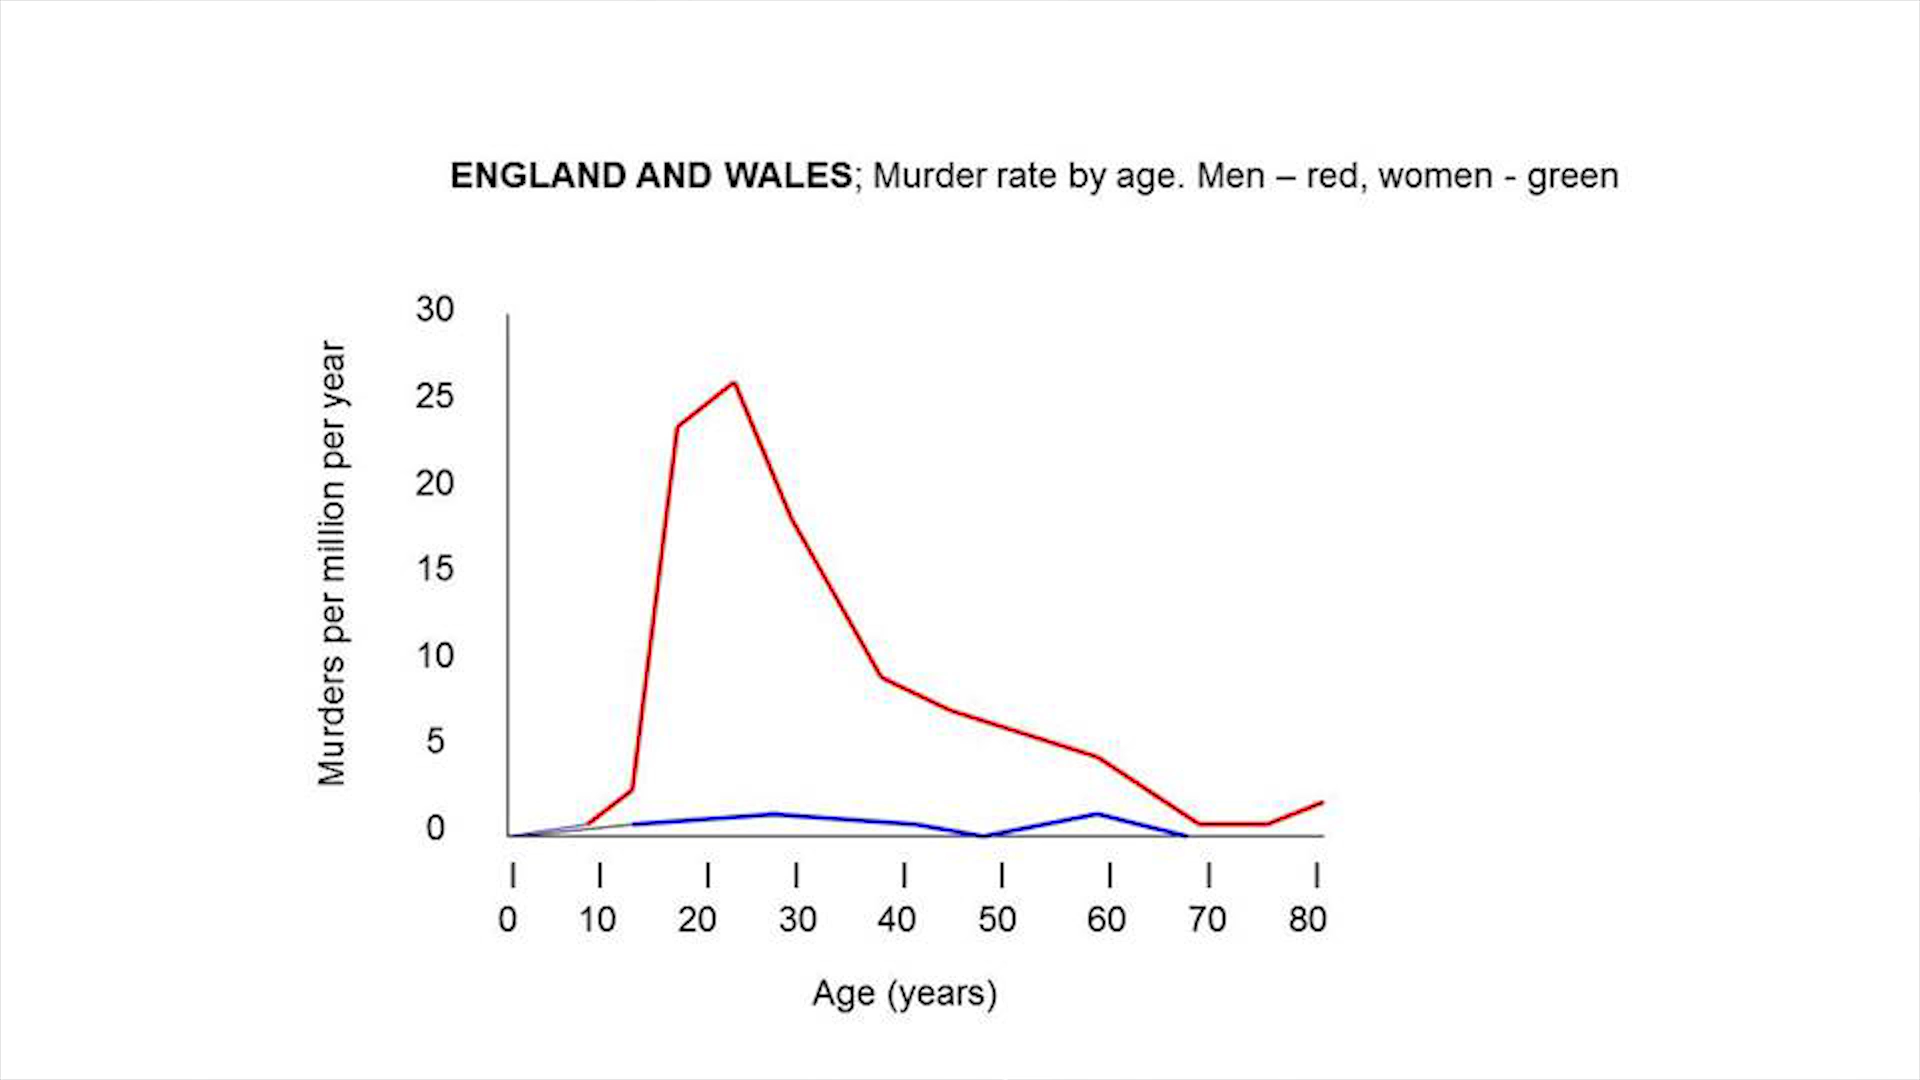 ENGLAND AND WALES; Murder rate by age. Men – red, women - green
Murders per million per year
30
25
20
15
10
5
0
0 10 20 30 40 50 60 70 80
Age (years)